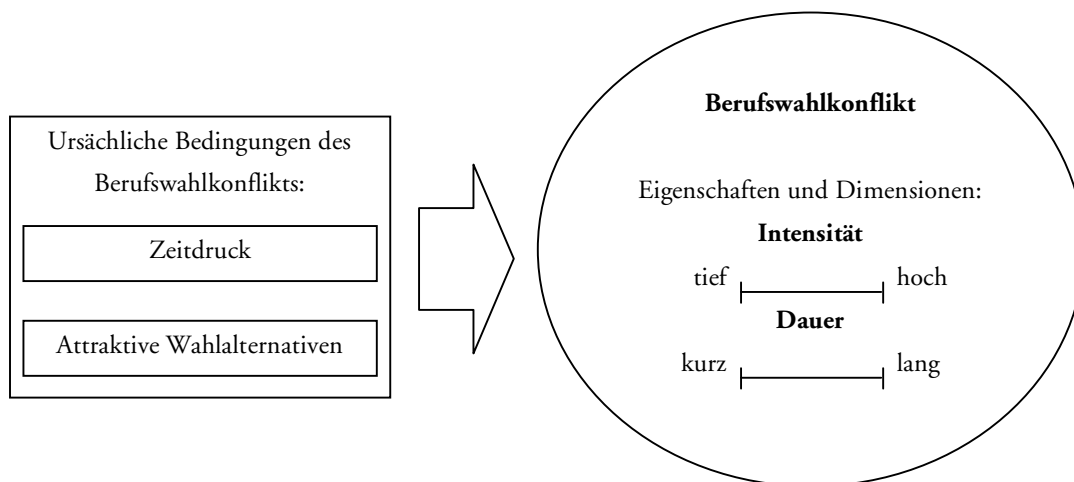 Ursächliche Bedingungen des
Berufswahlkonflikts:
Zeitdruck
Attraktive Wahlalternativen
Berufswahlkonflikt
Eigenschaften und Dimensionen:
Intensität
tief hoch
Dauer
kurz lang